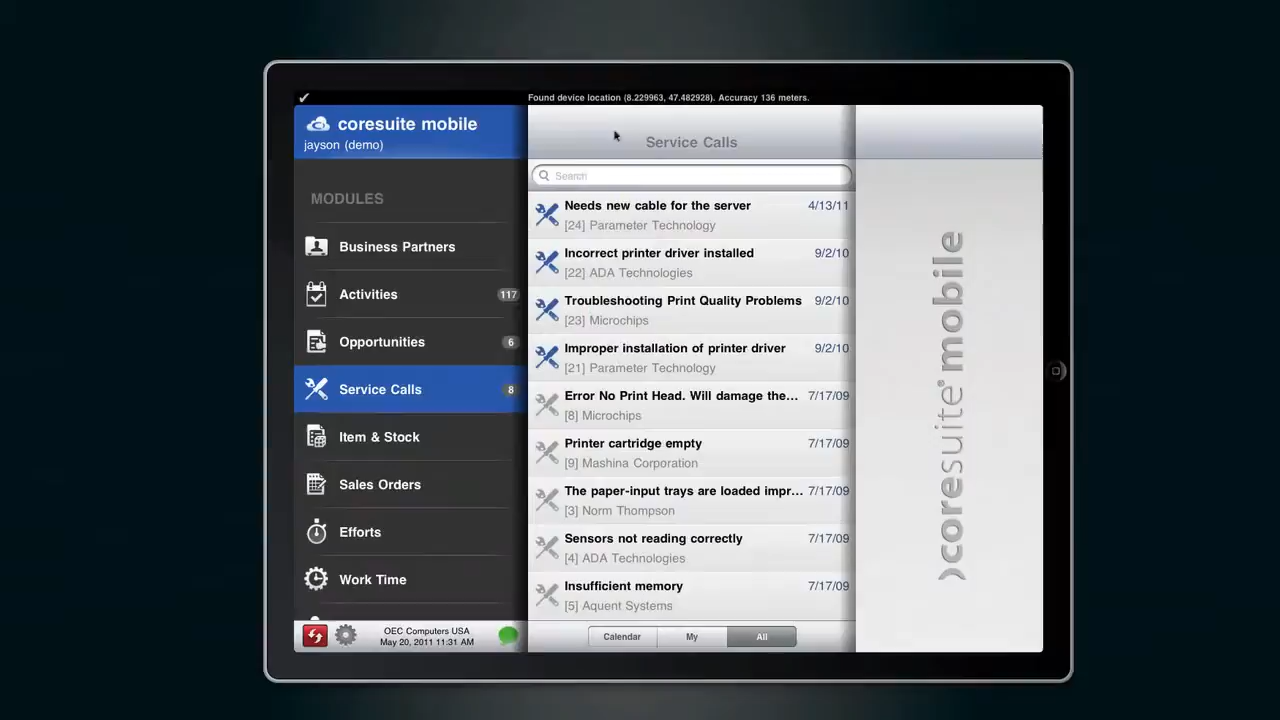 Found device location (8.229963, 47.482928). Accuracy 136 meters.
coresuite mobile
jayson (demo)
MODULES
Business Partners
Activities 117
Opportunities 6
Service Calls 8
Item & Stock
Sales Orders
Efforts
Work Time
OEC Computers USA
May 20, 2011 11:31 AM
Service Calls
Search
Needs new cable for the server 4/13/11
[24] Parameter Technology
Incorrect printer driver installed 9/2/10
[22] ADA Technologies
Troubleshooting Print Quality Problems 9/2/10
[23] Microchips
Improper installation of printer driver 9/2/10
[21] Parameter Technology
Error No Print Head. Will damage the... 7/17/09
[8] Microchips
Printer cartridge empty 7/17/09
[9] Mashina Corporation
The paper-input trays are loaded impr... 7/17/09
[3] Norm Thompson
Sensors not reading correctly 7/17/09
[4] ADA Technologies
Insufficient memory 7/17/09
[5] Aquent Systems
Calendar My All
coresuite® mobile